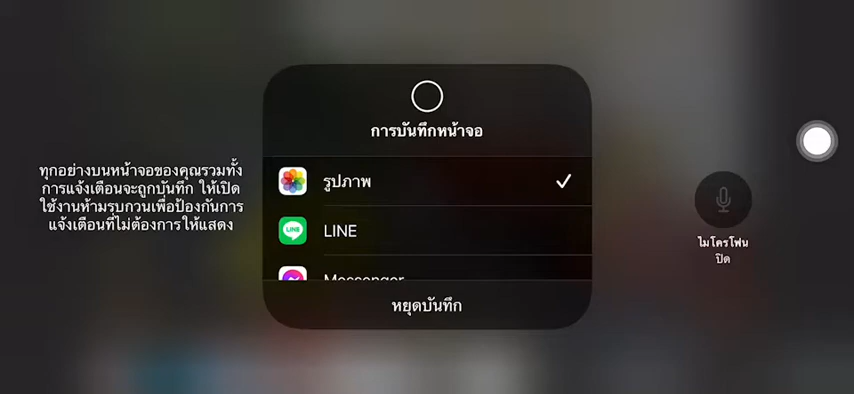 ทุกอย่างบนหน้าจอของคุณรวมทั้ง
การแจ้งเตือนจะถูกบันทึก ให้เปิด
ใช้งานห้ามรบกวนเพื่อป้องกันการ
แจ้งเตือนที่ไม่ต้องการให้แสดง
การบันทึกหน้าจอ
รูปภาพ
LINE
Messenger
หยุดบันทึก
ไมโครโฟน
ปิด